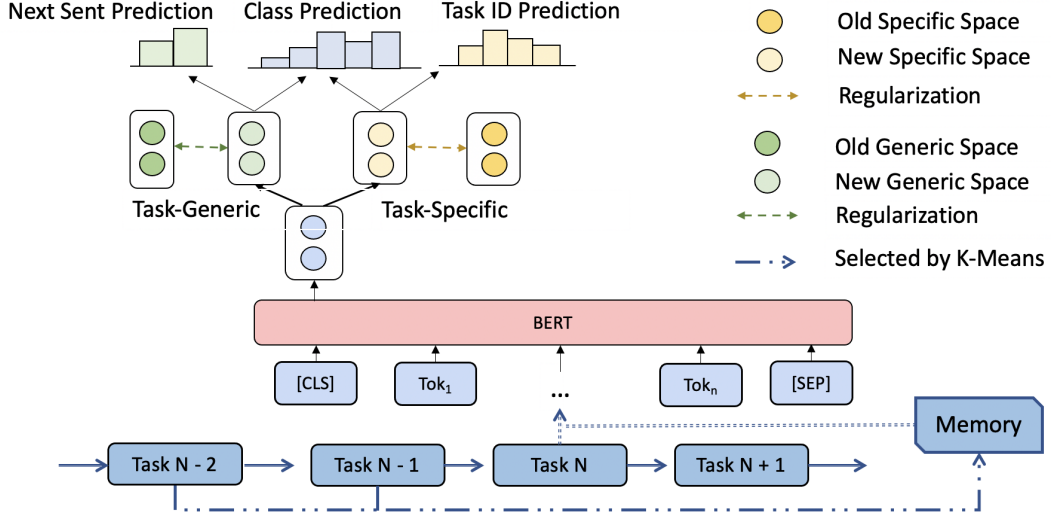 Next Sent Prediction
Class Prediction
Task ID Prediction
Old Specific Space
New Specific Space
Regularization
Old Generic Space
New Generic Space
Regularization
Selected by K-Means
Task-Generic
Task-Specific
BERT
[CLS]
Tok1
...
Tokn
[SEP]
Memory
Task N - 2
Task N - 1
Task N
Task N + 1